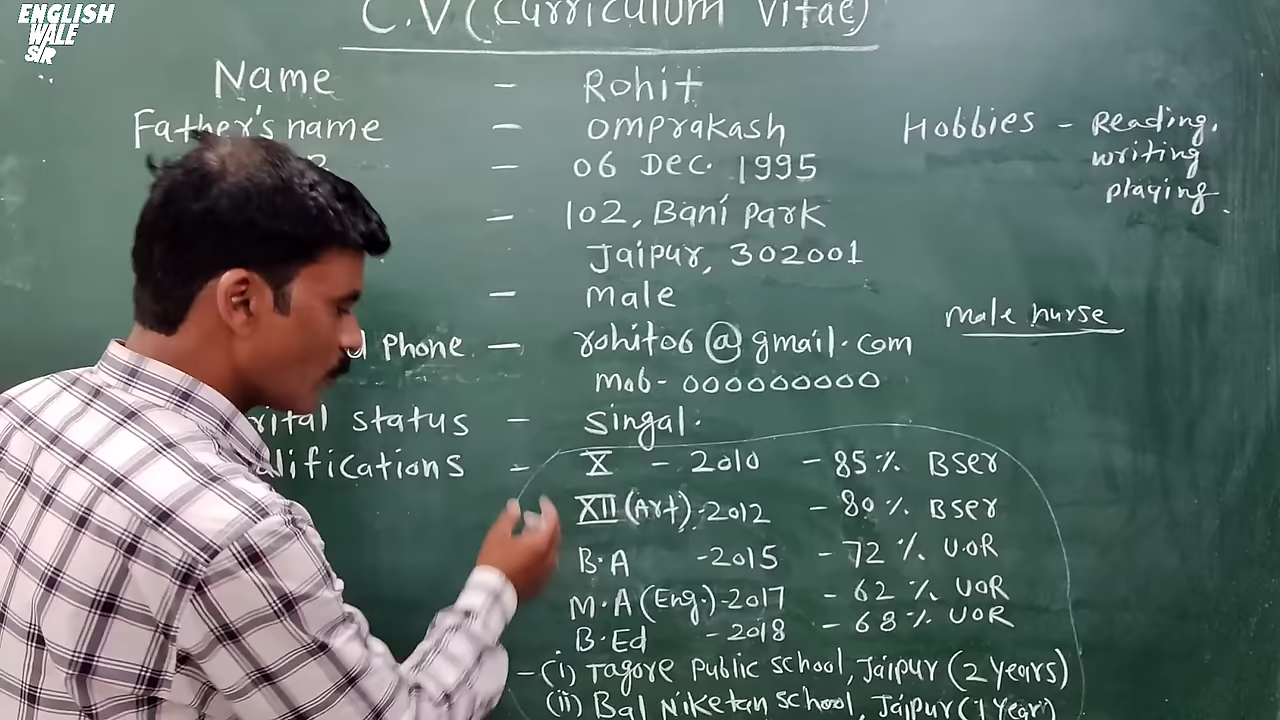 ENGLISH
WALE
SIR
C.V (Curriculum Vitae)
Name - Rohit
Father's name - Omprakash
- 06 Dec. 1995
- 102, Bani Park
Jaipur, 302001
- Male
Phone - rohit06@gmail.com
Mob- 000000000
status - Singal.
- X - 2010 - 85% BSER
XII (Art) - 2012 - 80% BSER
B.A - 2015 - 72% UOR
M.A (Eng.) - 2017 - 62% UOR
B.Ed - 2018 - 68% UOR
- (i) Tagore Public School, Jaipur (2 Years)
(ii) Bal Niketan School, Jaipur (1 Year)
Hobbies - Reading,
writing
playing.
Male nurse